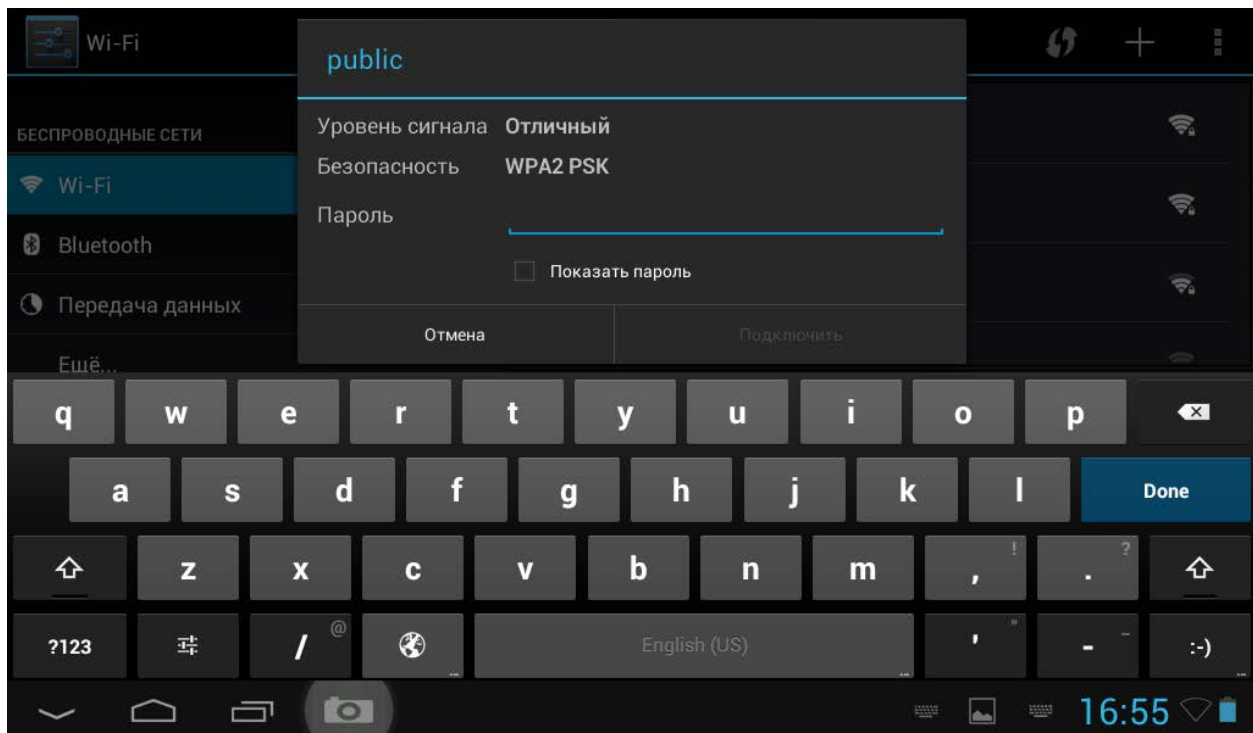 Wi-Fi
public
Уровень сигнала Отличный
Безопасность WPA2 PSK
Пароль
Показать пароль
Отмена Подключить
БЕСПРОВОДНЫЕ СЕТИ
Wi-Fi
Bluetooth
Передача данных
Ещё...
q w e r t y u i o p
a s d f g h j k l Done
z x c v b n m , ! . ?
?123 / @ English (US) ' " - _ :-)
16:55